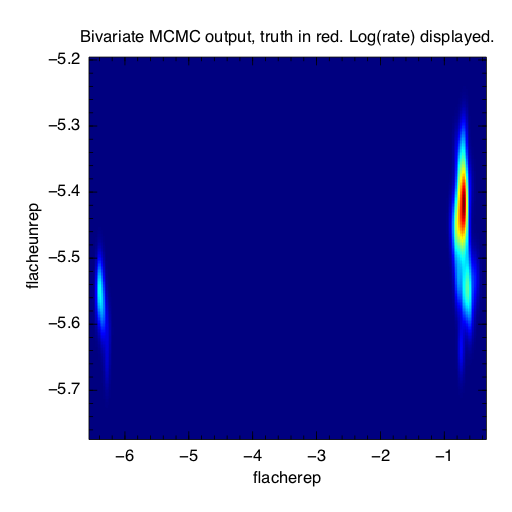 Bivariate MCMC output, truth in red. Log(rate) displayed.
−5.2
−5.3
−5.4
−5.5
−5.6
−5.7
flacheunrep
−6 −5 −4 −3 −2 −1
flacherep